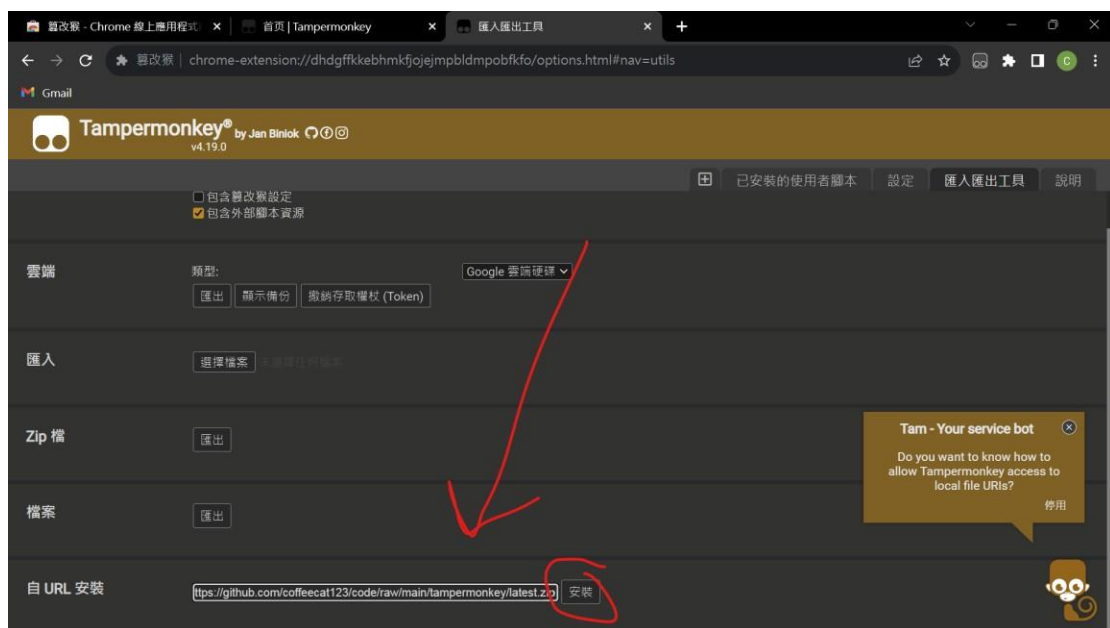 篡改猴 - Chrome 線上應用程式
首页 | Tampermonkey
匯入匯出工具
篡改猴 | chrome-extension://dhdgffkkebhmkfjojejmpbldmpobfkfo/options.html#nav=utils
C
Gmail
Tampermonkey® by Jan Biniok
v4.19.0
已安裝的使用者腳本 設定 匯入匯出工具 說明
包含篡改猴設定
包含外部腳本資源
雲端 類型: Google 雲端硬碟
匯出 顯示備份 撤銷存取權杖 (Token)
匯入 選擇檔案 未選擇任何檔案
Zip 檔 匯出
Tam - Your service bot
Do you want to know how to
allow Tampermonkey access to
local file URIs?
停用
檔案 匯出
自 URL 安裝 ttps://github.com/coffeecat123/code/raw/main/tampermonkey/latest.zip 安裝